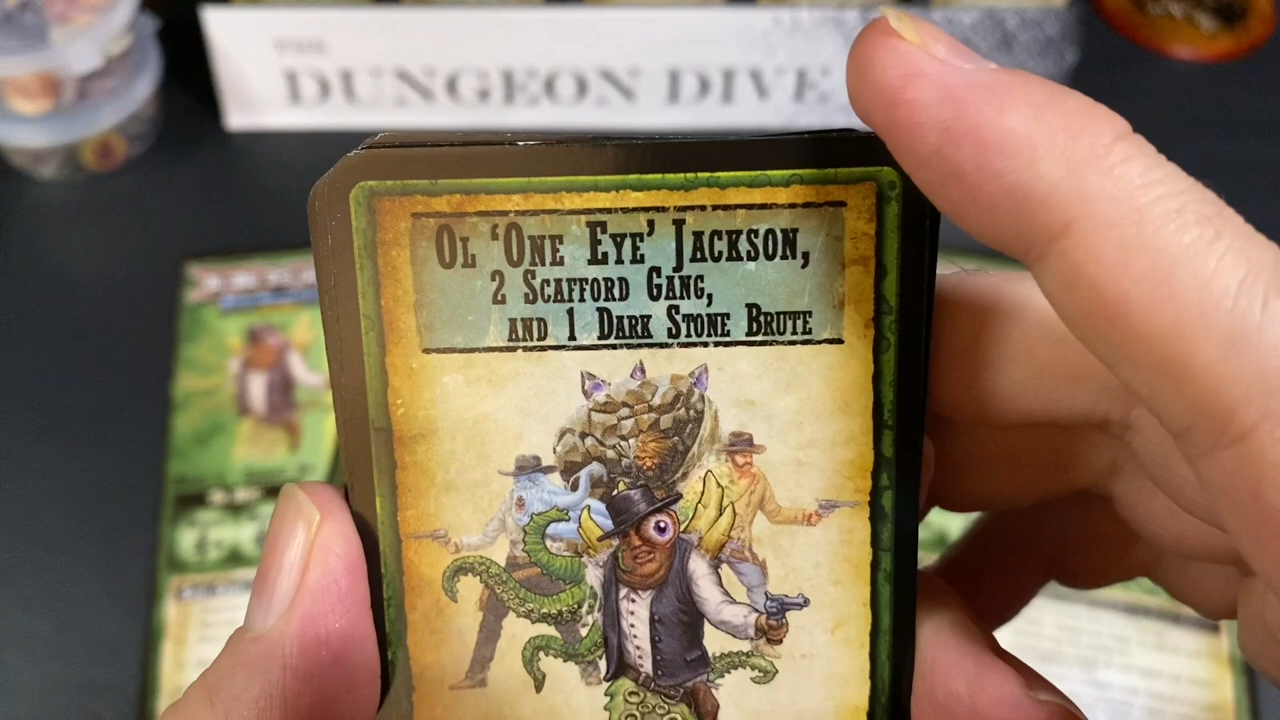 THE
DUNGEON DIVE
OL 'ONE EYE' JACKSON,
2 SCAFFORD GANG,
AND 1 DARK STONE BRUTE